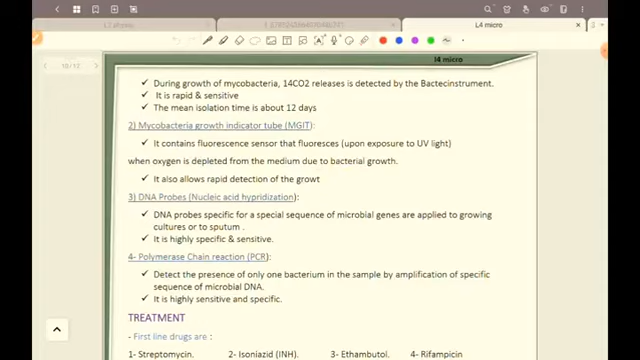 L4 micro
10/12
l4 micro
✓ During growth of mycobacteria, 14CO2 releases is detected by the Bactecinstrument.
✓ It is rapid & sensitive
✓ The mean isolation time is about 12 days
2) Mycobacteria growth indicator tube (MGIT):
✓ It contains fluorescence sensor that fluoresces (upon exposure to UV light)
when oxygen is depleted from the medium due to bacterial growth.
✓ It also allows rapid detection of the growt
3) DNA Probes (Nucleic acid hypridization):
✓ DNA probes specific for a special sequence of microbial genes are applied to growing
cultures or to sputum .
✓ It is highly specific & sensitive.
4- Polymerase Chain reaction (PCR):
✓ Detect the presence of only one bacterium in the sample by amplification of specific
sequence of microbial DNA.
✓ It is highly sensitive and specific.
TREATMENT
- First line drugs are :
1- Streptomycin. 2- Isoniazid (INH). 3- Ethambutol. 4- Rifampicin